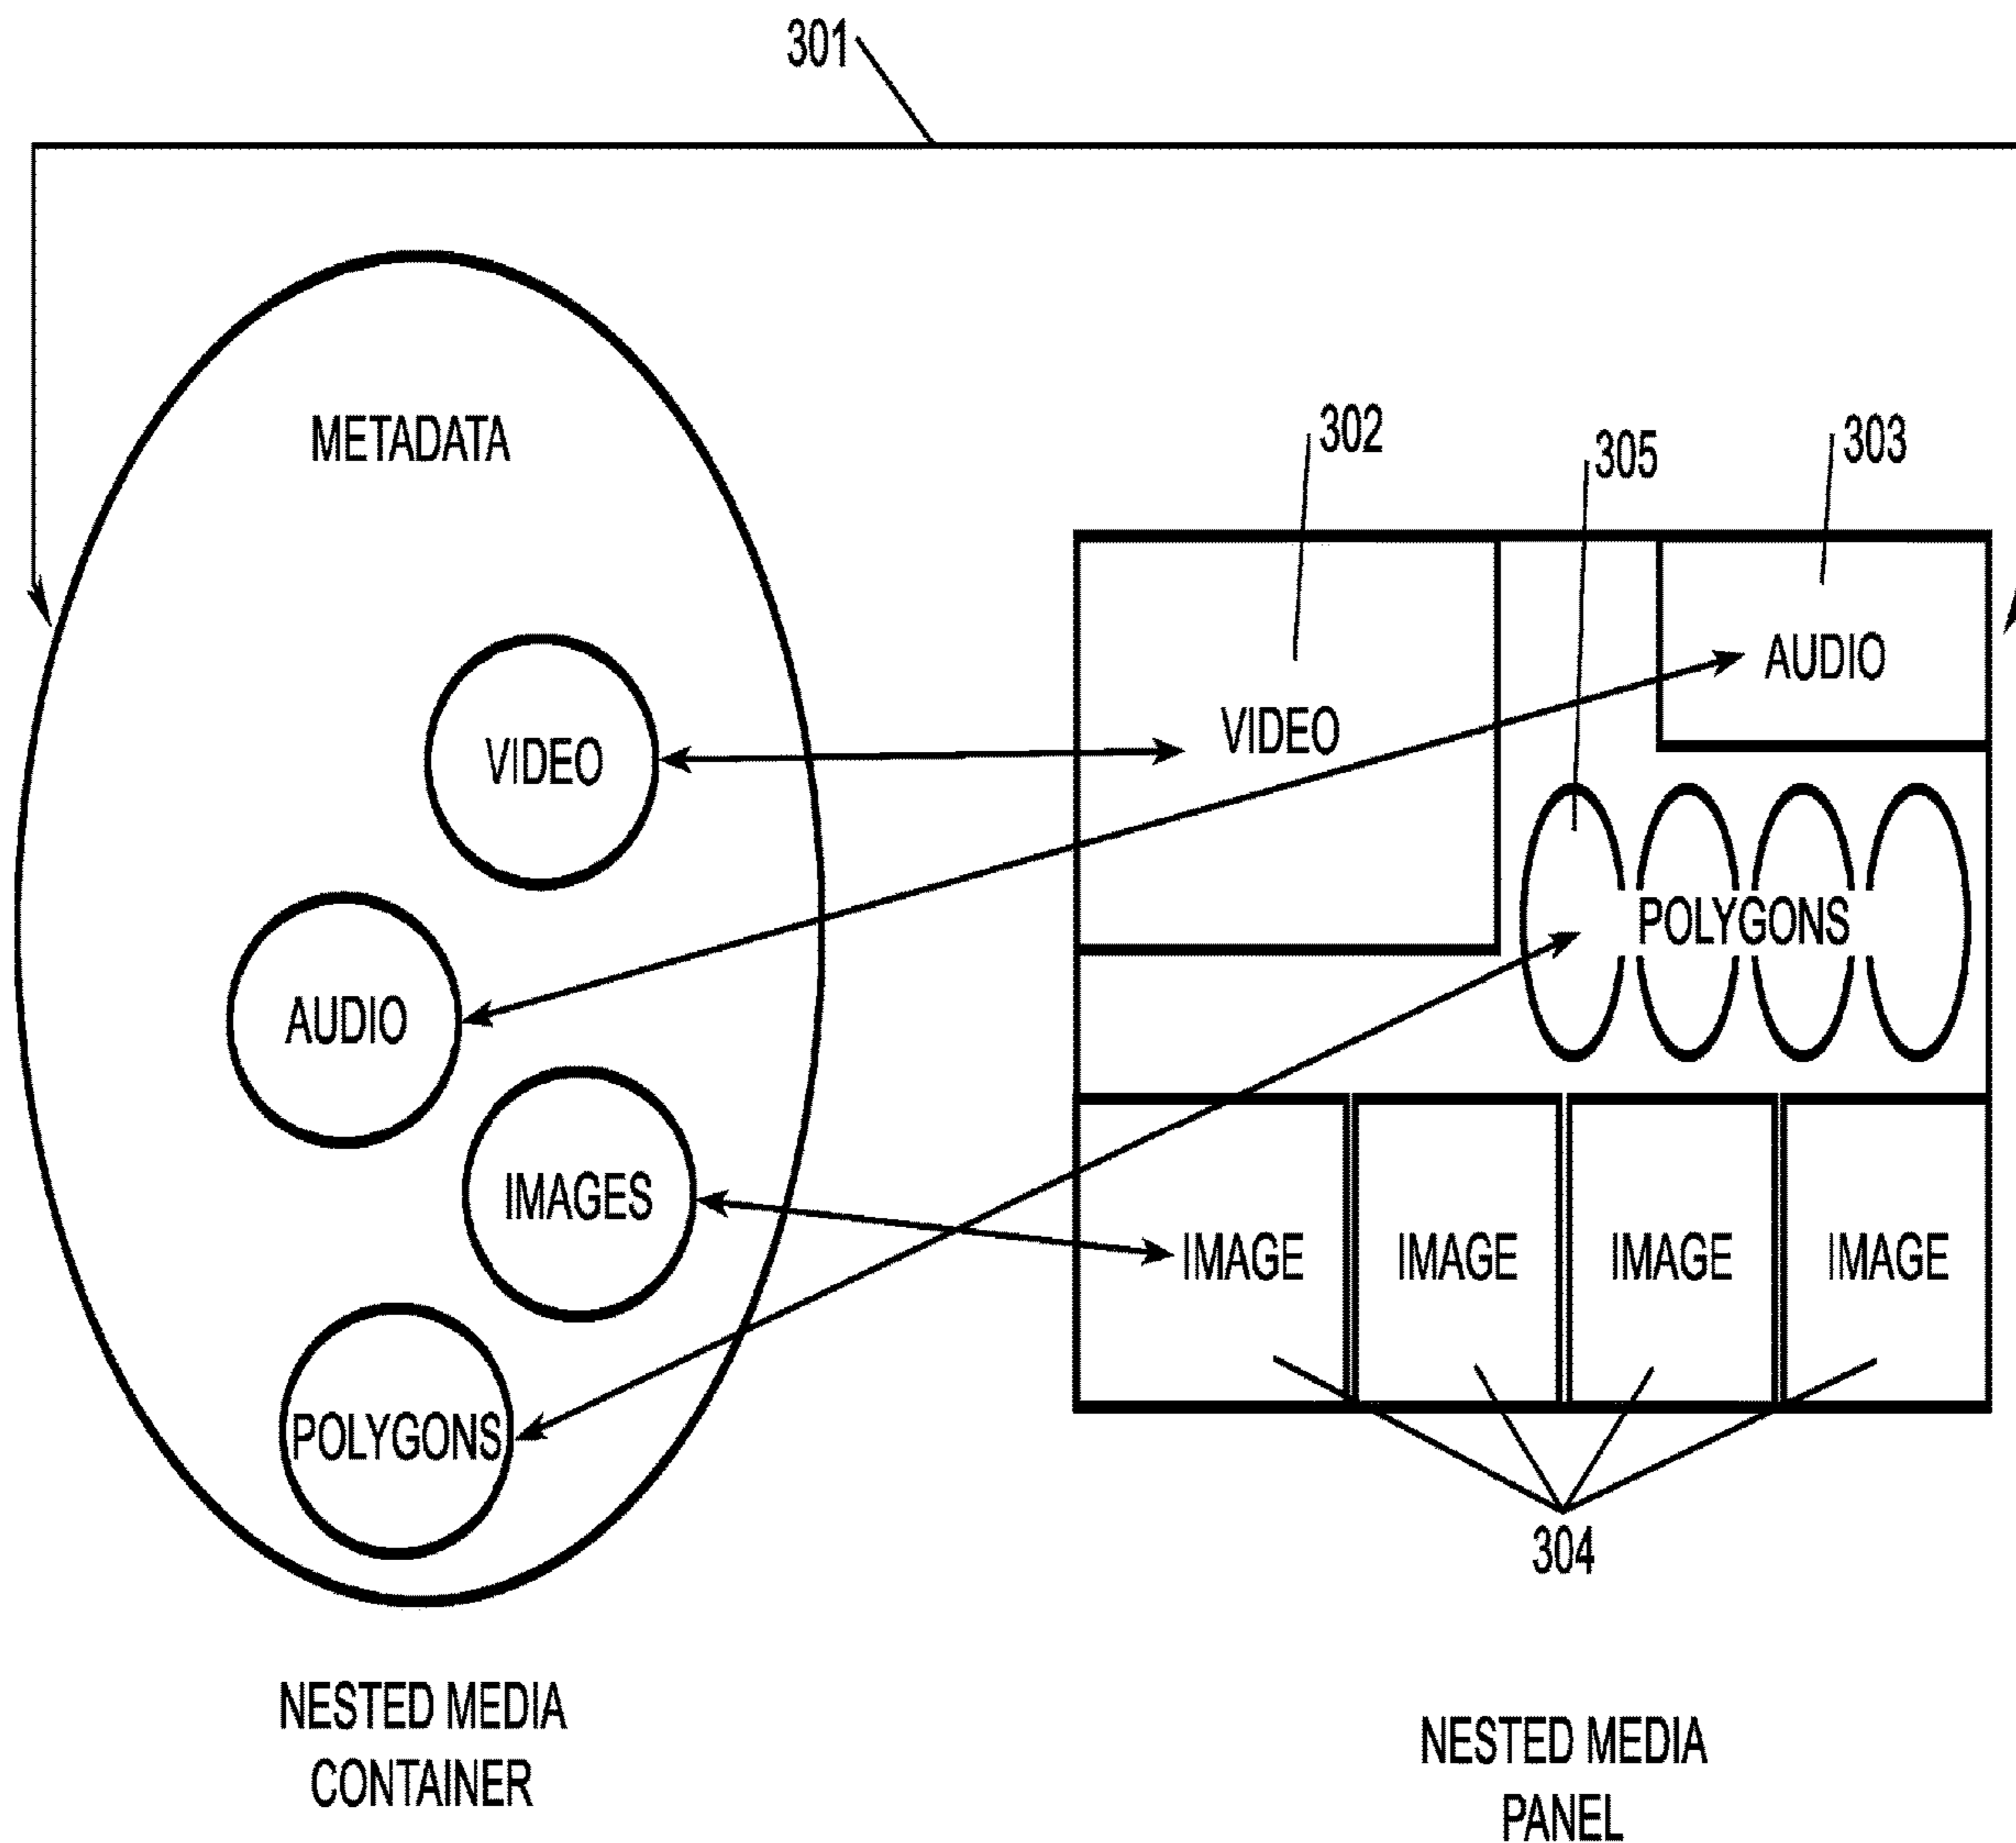 301
METADATA
302
305
303
VIDEO
AUDIO
VIDEO
AUDIO
POLYGONS
IMAGES
IMAGE
IMAGE
IMAGE
IMAGE
POLYGONS
304
NESTED MEDIA
CONTAINER
NESTED MEDIA
PANEL